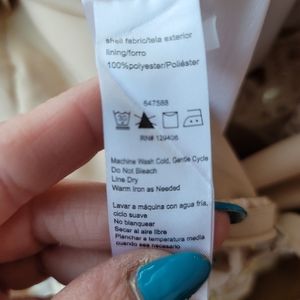 shell fabric/tela exterior
lining/forro
100%polyester/Poliéster
647588
RN# 129406
Machine Wash Cold, Gentle Cycle
Do Not Bleach
Line Dry
Warm Iron as Needed
Lavar a máquina con agua fría,
ciclo suave
No blanquear
Secar al aire libre
Planchar a temperatura media
cuando sea necesario